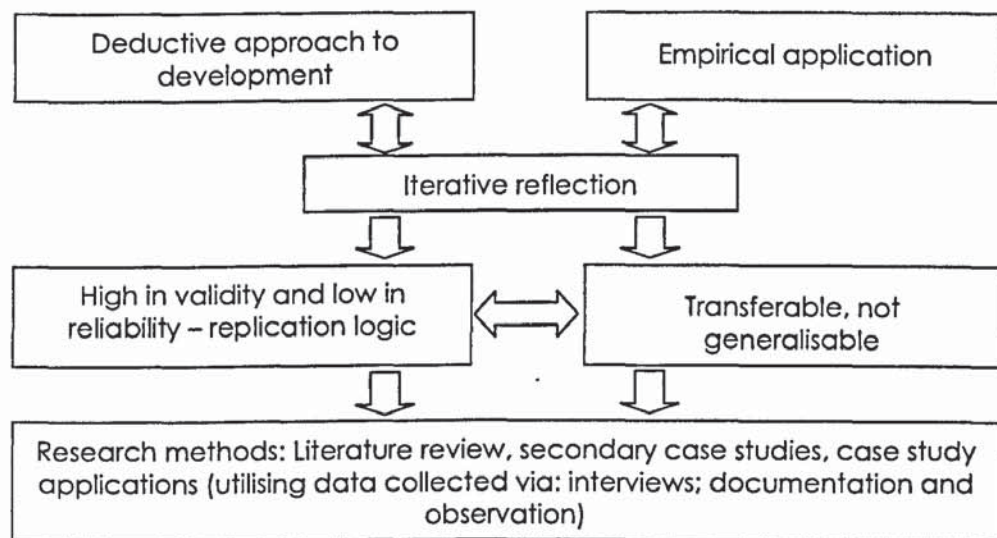 Deductive approach to
development
Empirical application
Iterative reflection
High in validity and low in
reliability – replication logic
Transferable, not
generalisable
Research methods: Literature review, secondary case studies, case study
applications (utilising data collected via: interviews; documentation and
observation)